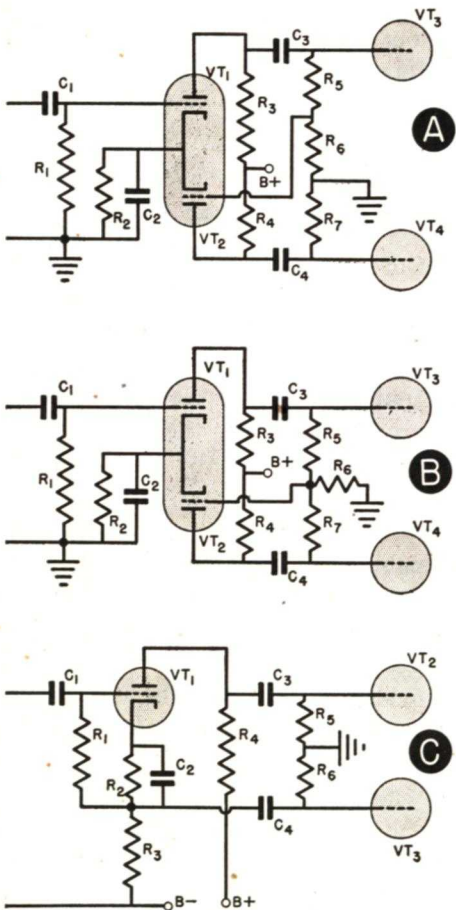 VT3
C3
C1
VT1
R5
R3
A
R1
R6
B+
R2
C2
R4
R7
VT2
VT4
C4
VT1
C1
C3
VT3
R3
R5
B+
R6
B
R1
R2
C2
R4
R7
VT2
VT4
C4
C1
VT1
C3
VT2
R5
R1
R4
C
C2
R2
R6
C4
R3
VT3
B-
B+